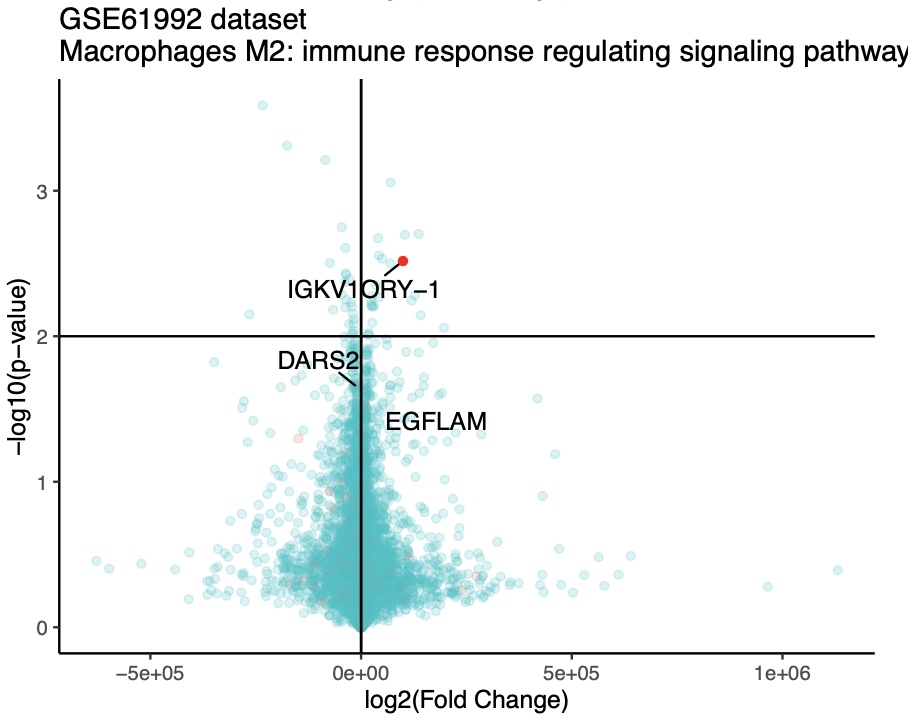 GSE61992 dataset
Macrophages M2: immune response regulating signaling pathway
3
IGKV1ORY−1
2
DARS2
EGFLAM
1
0
−log10(p−value)
−5e+05 0e+00 5e+05 1e+06
log2(Fold Change)